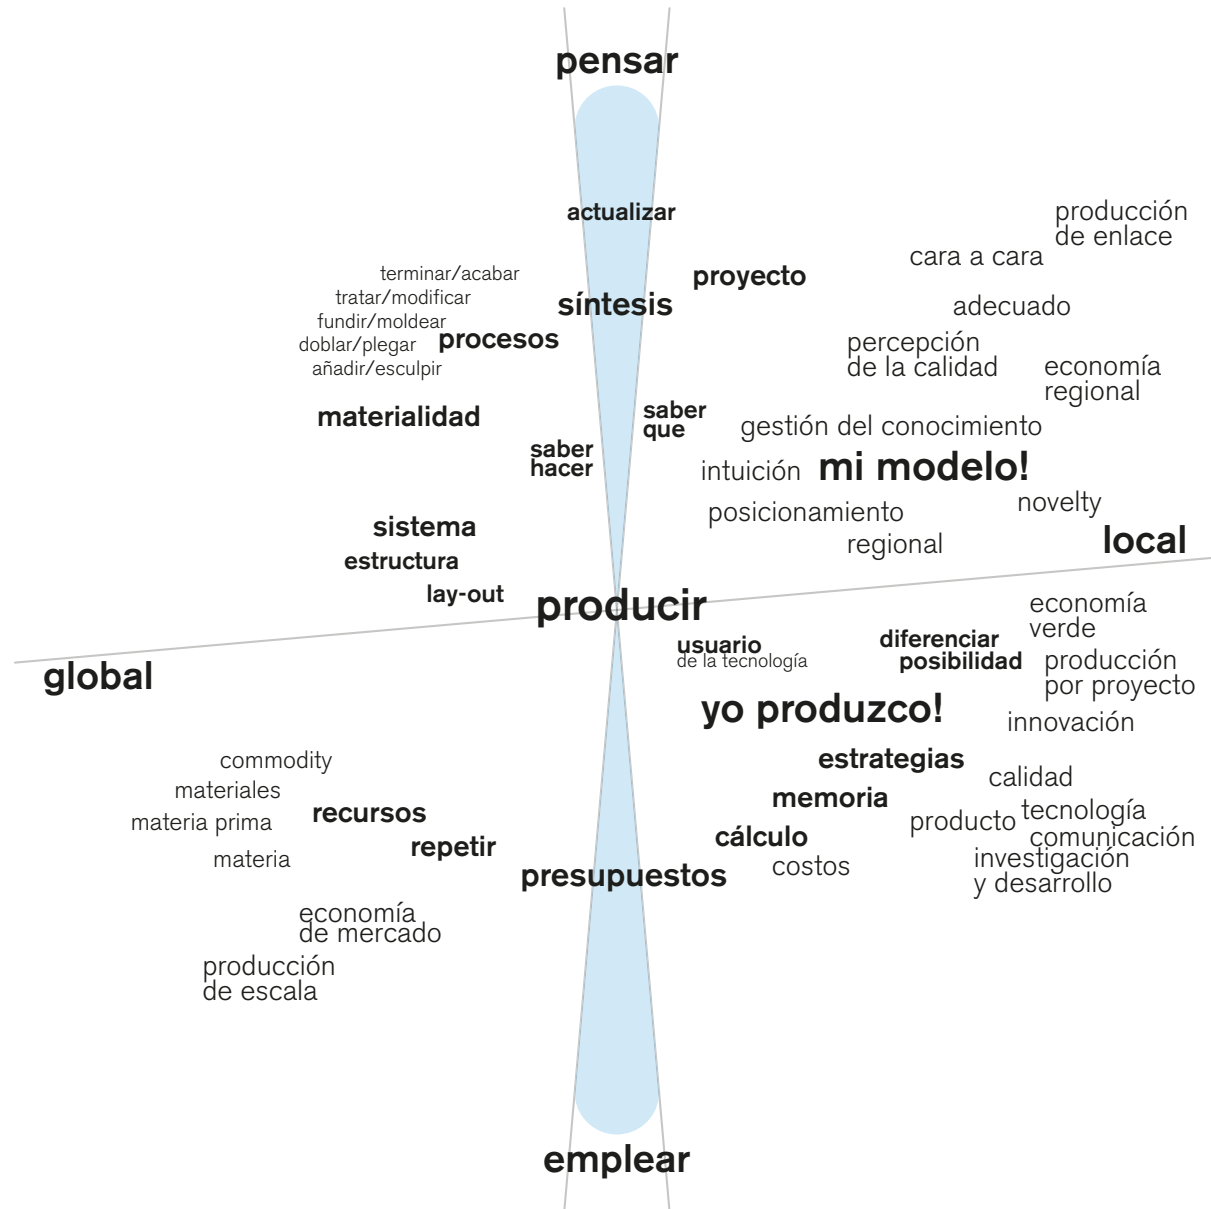 pensar
actualizar
producción
de enlace
cara a cara
terminar/acabar
proyecto
tratar/modificar
síntesis
adecuado
fundir/moldear
procesos
doblar/plegar
añadir/esculpir
percepción
de la calidad
economía
regional
materialidad
saber
que
gestión del conocimiento
saber
hacer
intuición
mi modelo!
novelty
posicionamiento
regional
sistema
local
estructura
lay-out
producir
economía
verde
usuario
de la tecnología
diferenciar
posibilidad
producción
por proyecto
global
yo produzco!
innovación
commodity
estrategias
calidad
materiales
memoria
recursos
materia prima
producto
tecnología
comunicación
cálculo
repetir
materia
costos
investigación
y desarrollo
presupuestos
economía
de mercado
producción
de escala
emplear